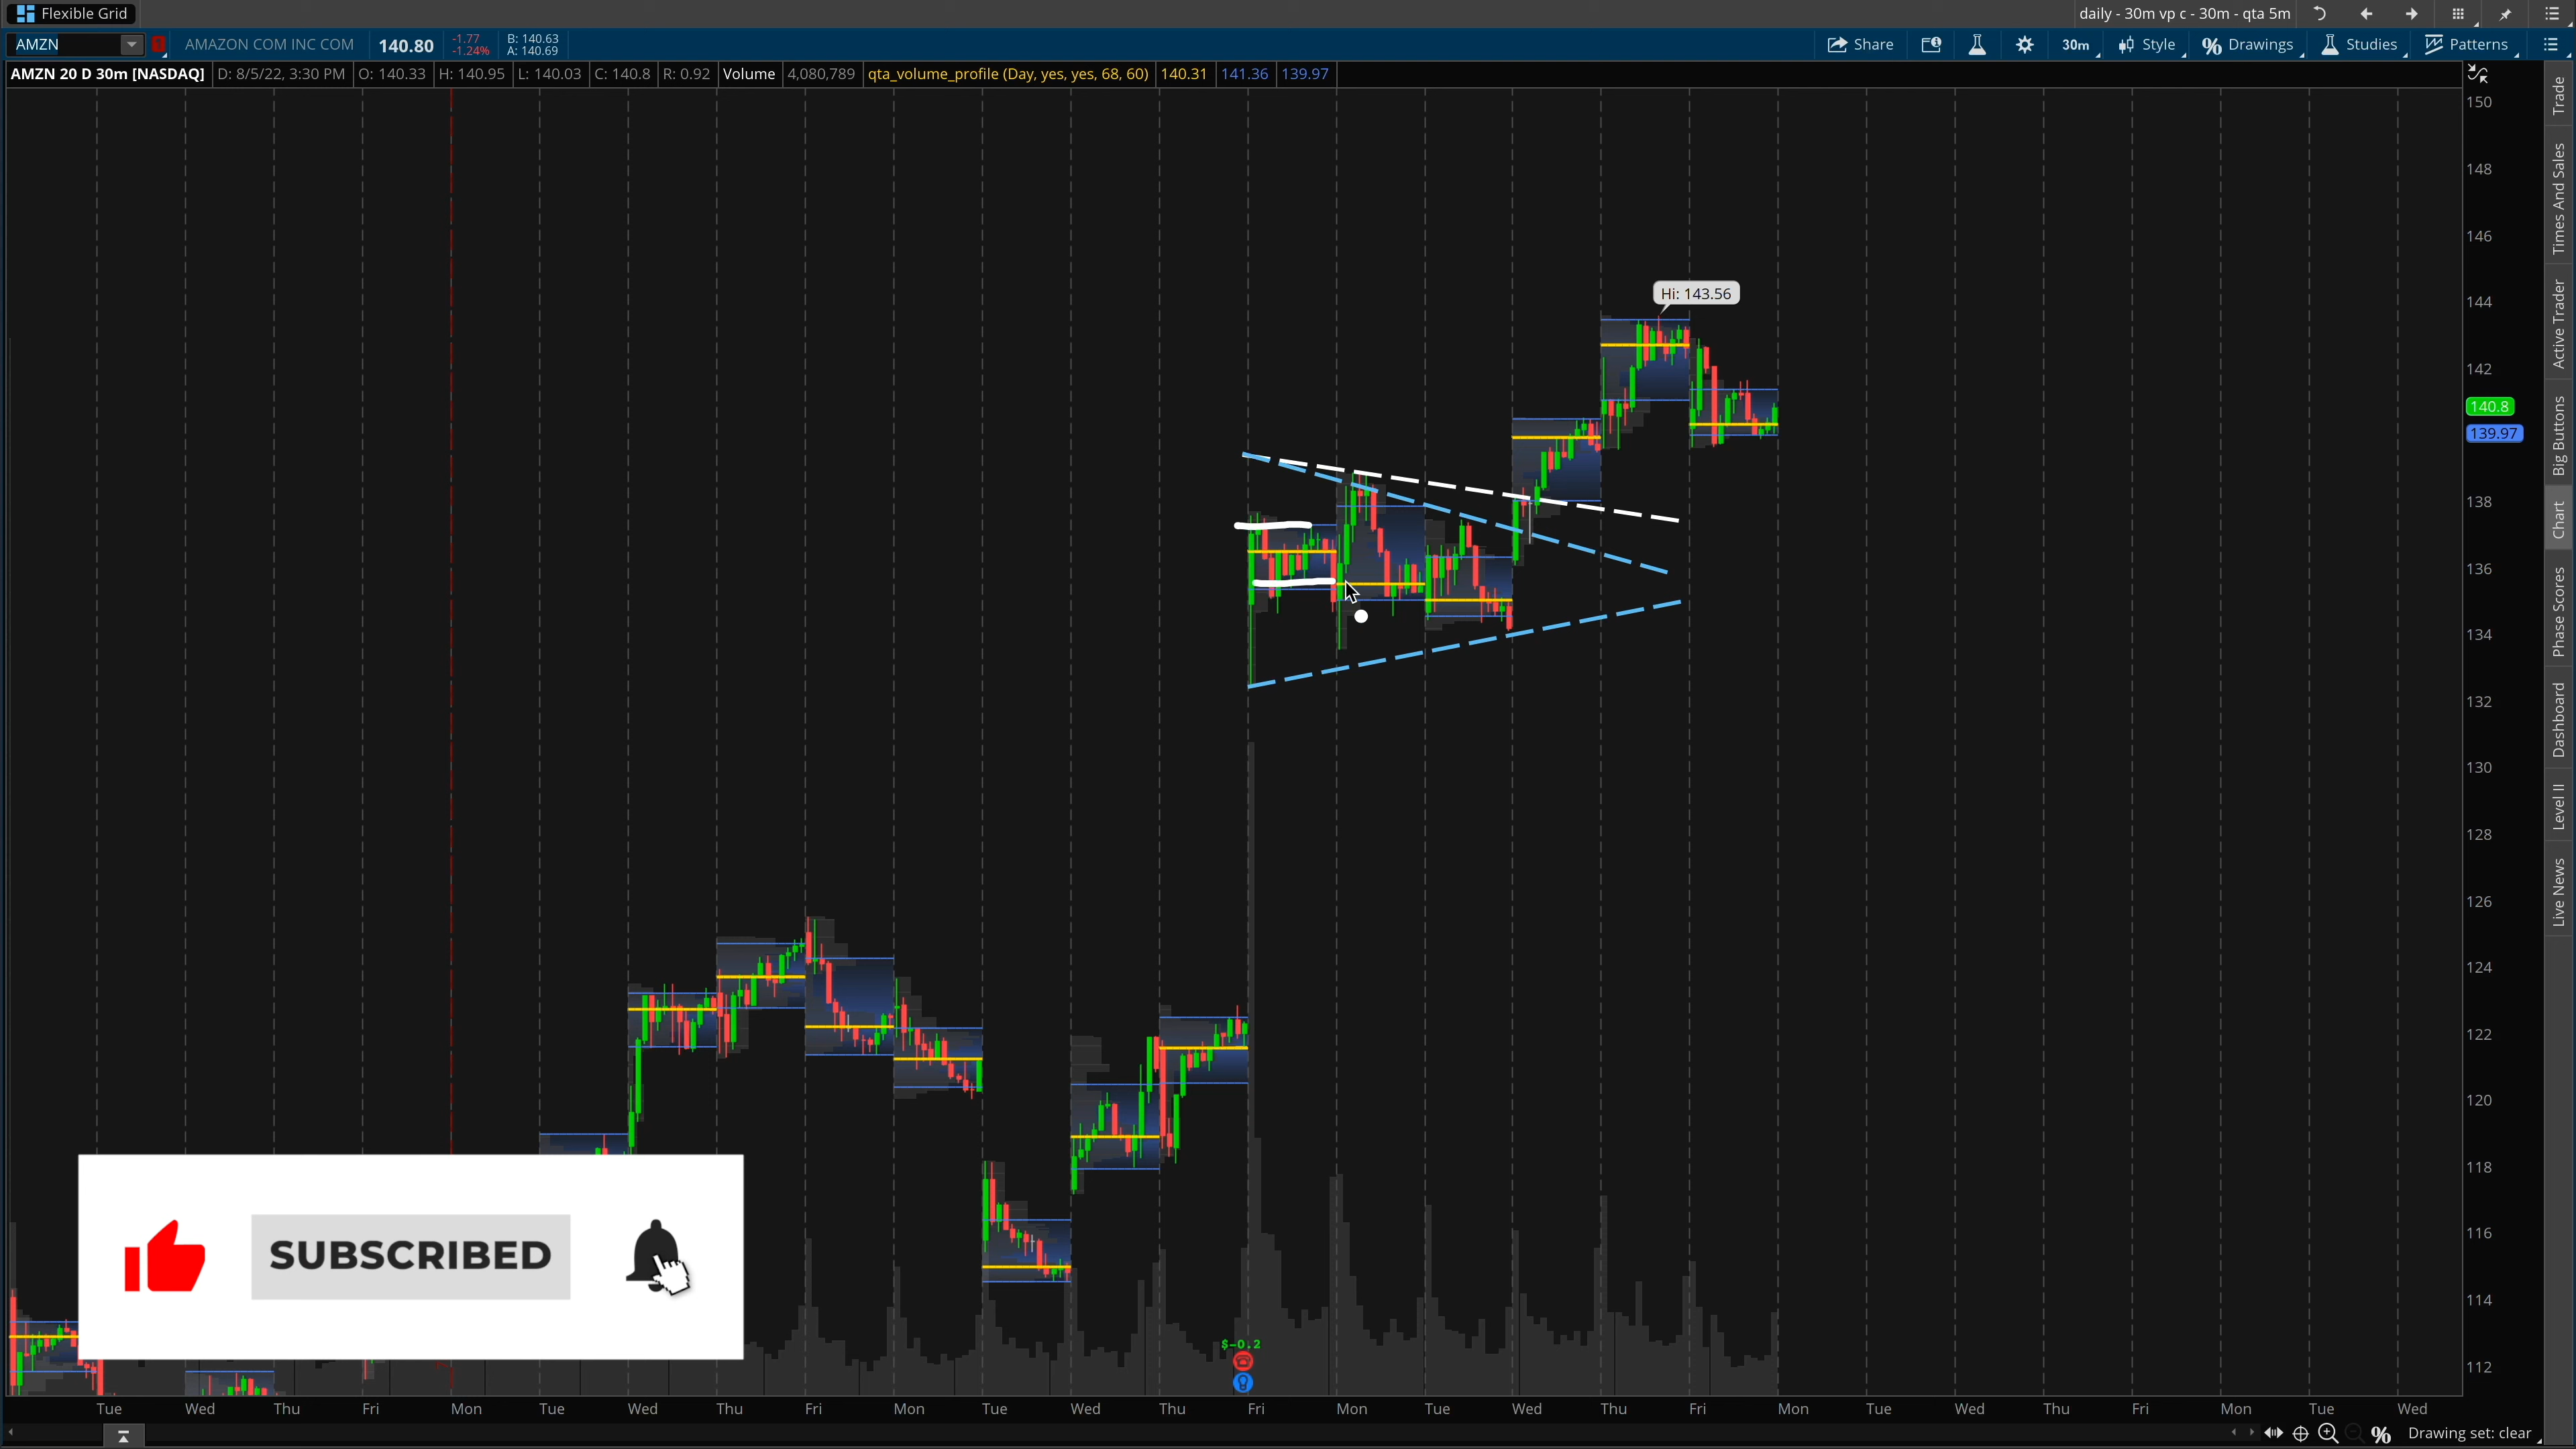 Flexible Grid
daily - 30m vp c - 30m - qta 5m
AMZN
AMAZON COM INC COM
140.80
-1.77
-1.24%
B: 140.63
A: 140.69
Share
30m
Style
Drawings
Studies
Patterns
AMZN 20 D 30m [NASDAQ]
D: 8/5/22, 3:30 PM
O: 140.33
H: 140.95
L: 140.03
C: 140.8
R: 0.92
Volume
4,080,789
qta_volume_profile (Day, yes, yes, 68, 60)
140.31
141.36
139.97
150
148
146
144
142
140.8
139.97
138
136
134
132
130
128
126
124
122
120
118
116
114
112
Hi: 143.56
Trade
Times And Sales
Active Trader
Big Buttons
Chart
Phase Scores
Dashboard
Level II
Live News
SUBSCRIBED
$-0.2
Tue Wed Thu Fri Mon Tue Wed Thu Fri Mon Tue Wed Thu Fri Mon Tue Wed Thu Fri Mon Tue Wed Thu Fri Mon Tue Wed
Drawing set: clear